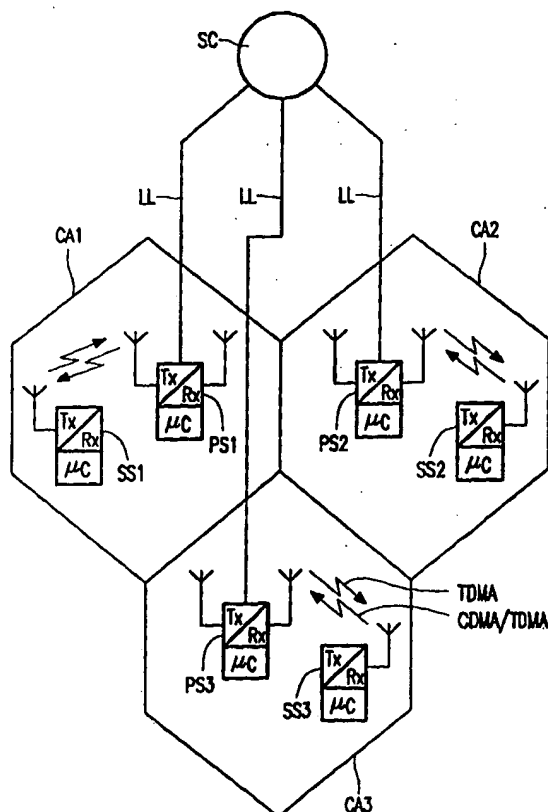 SC
LL
LL
LL
CA1
CA2
Tx
Rx
μC
PS1
Tx
Rx
μC
SS1
Tx
Rx
μC
PS2
Tx
Rx
μC
SS2
TDMA
CDMA/TDMA
Tx
Rx
μC
PS3
Tx
Rx
μC
SS3
CA3